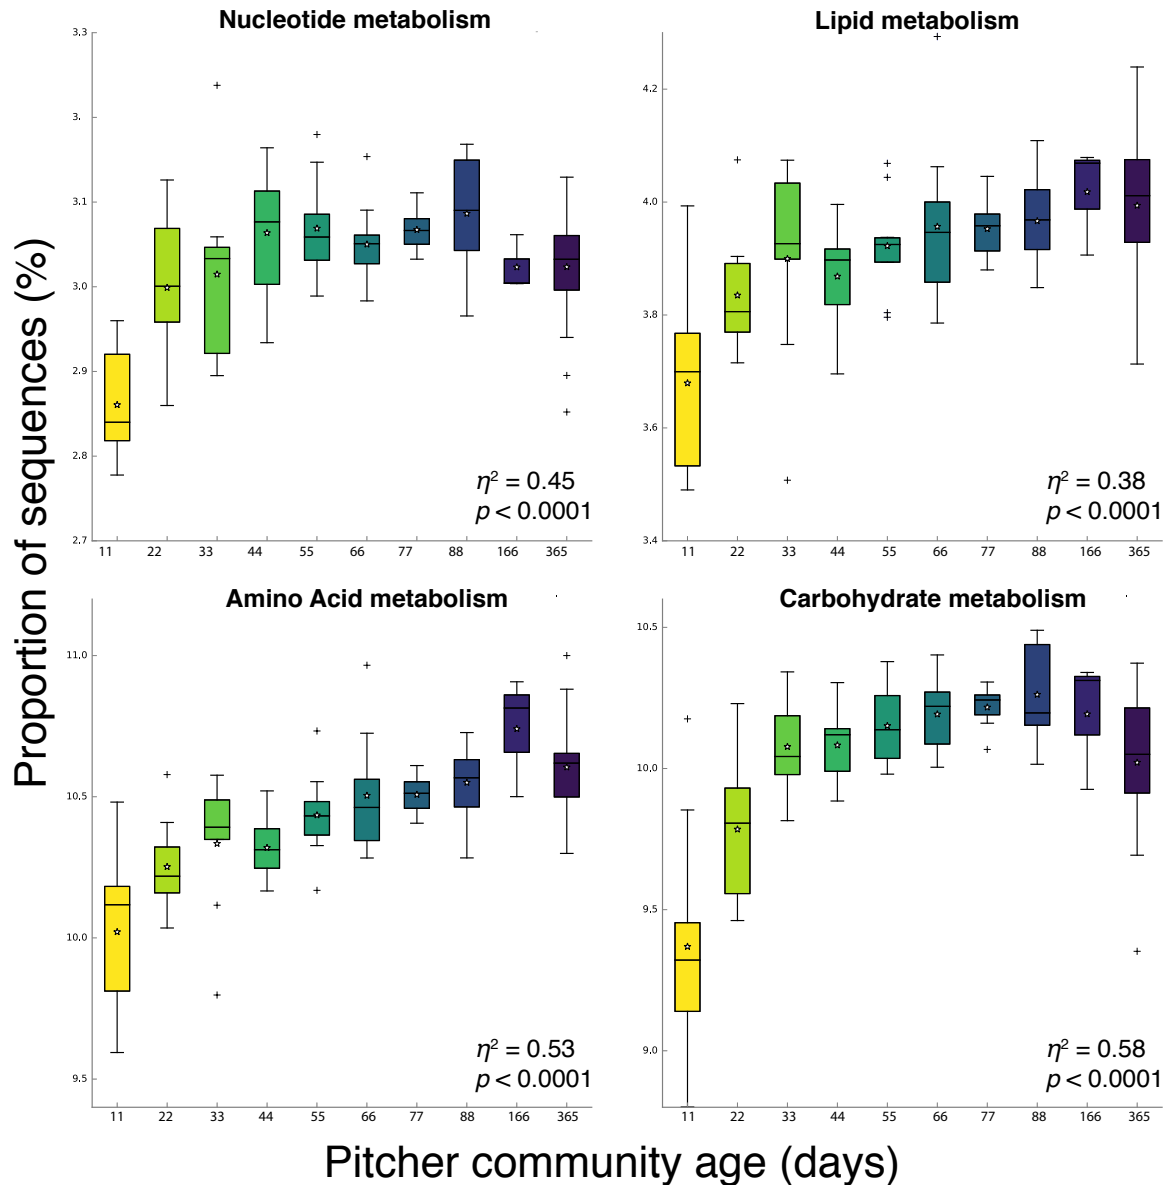 Nucleotide metabolism
Lipid metabolism
3.3
3.
3.1
3.0
2.9
2.8
2.7
η² = 0.45
p < 0.0001
11 22 33 44 55 66 77 88 166 365
4.2
4.0
3.8
3.6
3.4
η² = 0.38
p < 0.0001
11 22 33 44 55 66 77 88 166 365
Proportion of sequences (%)
Amino Acid metabolism
Carbohydrate metabolism
11.0
10.5
10.0
9.5
η² = 0.53
p < 0.0001
11 22 33 44 55 66 77 88 166 365
10.5
10.0
9.5
9.0
η² = 0.58
p < 0.0001
11 22 33 44 55 66 77 88 166 365
Pitcher community age (days)